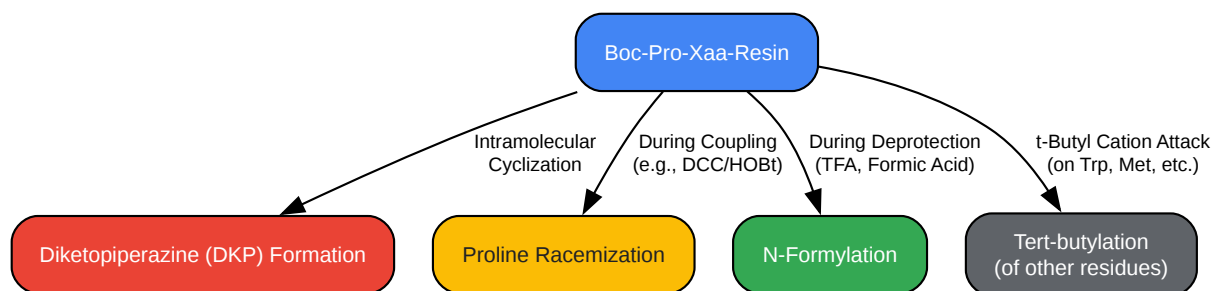 Boc-Pro-Xaa-Resin
Intramolecular
Cyclization
During Coupling
(e.g., DCC/HOBt)
During Deprotection
(TFA, Formic Acid)
t-Butyl Cation Attack
(on Trp, Met, etc.)
Diketopiperazine (DKP) Formation
Proline Racemization
N-Formylation
Tert-butylation
(of other residues)